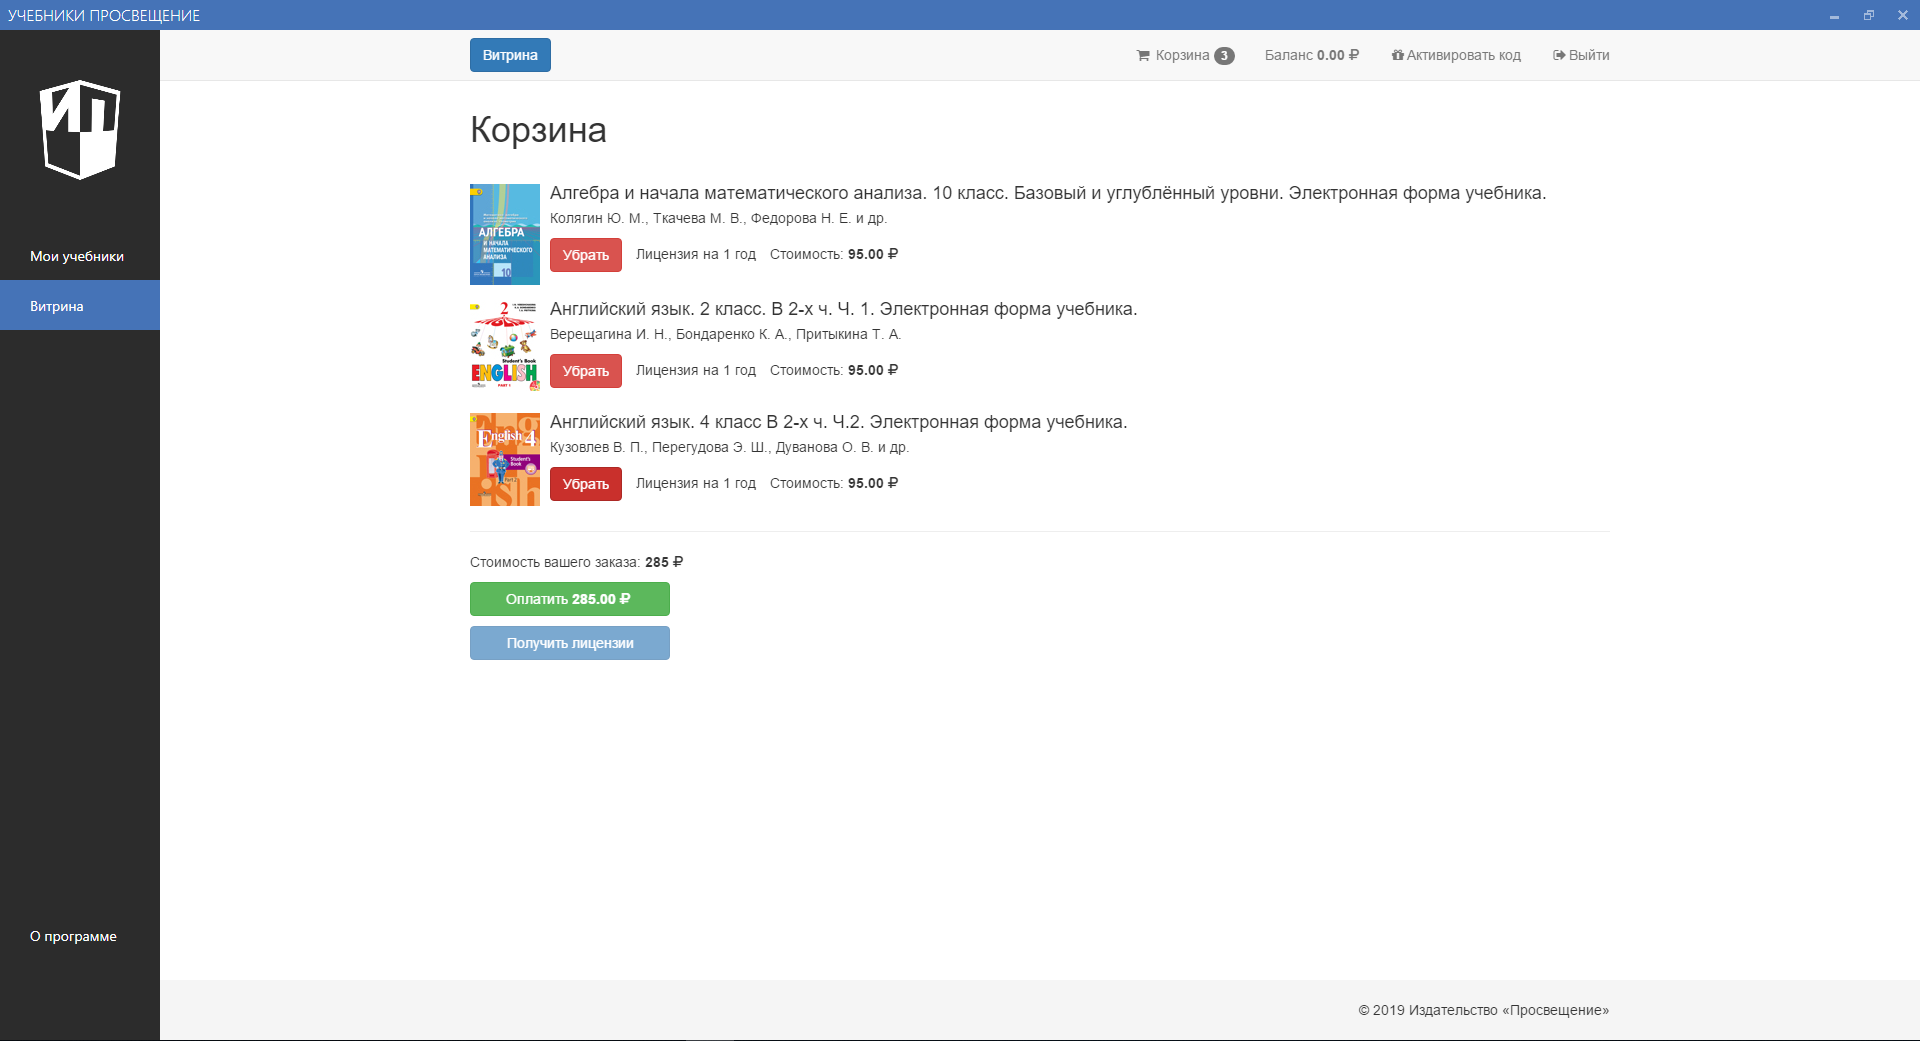 УЧЕБНИКИ ПРОСВЕЩЕНИЕ
ИП
Мои учебники
Витрина
О программе
Витрина
Корзина 3
Баланс 0.00 ₽
Активировать код
Выйти
Корзина
АЛГЕБРА
И НАЧАЛА
МАТЕМАТИЧЕСКОГО
АНАЛИЗА
10
Алгебра и начала математического анализа. 10 класс. Базовый и углублённый уровни. Электронная форма учебника.
Колягин Ю. М., Ткачева М. В., Федорова Н. Е. и др.
Убрать Лицензия на 1 год Стоимость: 95.00 ₽
2
Student's Book
ENGLISH
PART 1
Английский язык. 2 класс. В 2-х ч. Ч. 1. Электронная форма учебника.
Верещагина И. Н., Бондаренко К. А., Притыкина Т. А.
Убрать Лицензия на 1 год Стоимость: 95.00 ₽
English 4
Student's
Book
Part 2
Английский язык. 4 класс В 2-х ч. Ч.2. Электронная форма учебника.
Кузовлев В. П., Перегудова Э. Ш., Дуванова О. В. и др.
Убрать Лицензия на 1 год Стоимость: 95.00 ₽
Стоимость вашего заказа: 285 ₽
Оплатить 285.00 ₽
Получить лицензии
© 2019 Издательство «Просвещение»